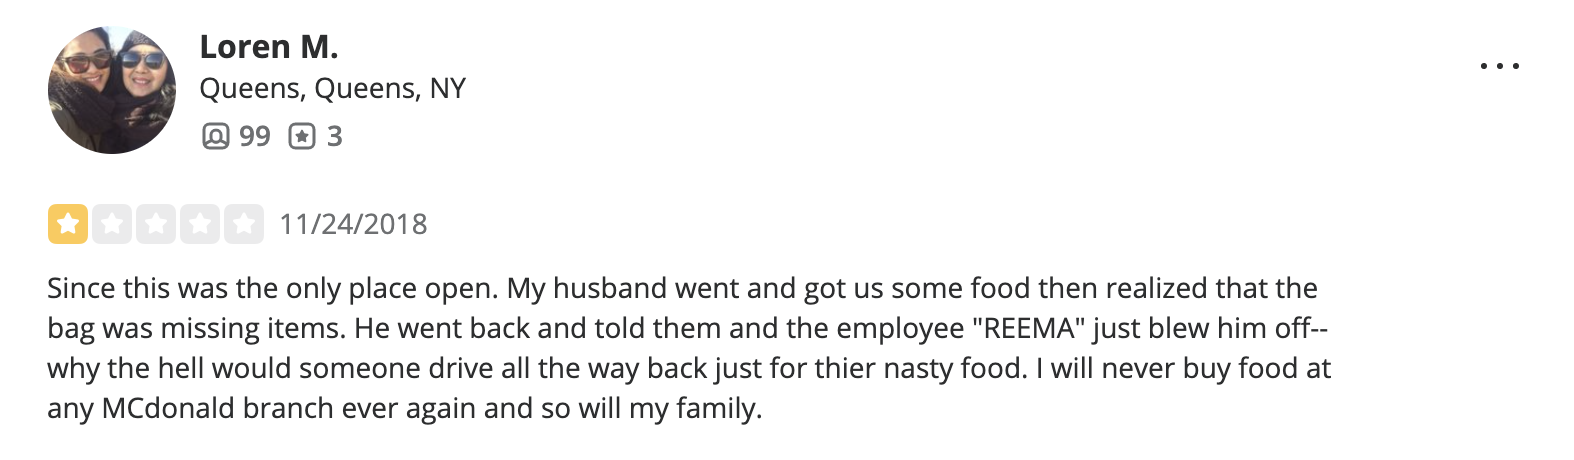 Loren M.
Queens, Queens, NY
99 3
11/24/2018
Since this was the only place open. My husband went and got us some food then realized that the
bag was missing items. He went back and told them and the employee "REEMA" just blew him off--
why the hell would someone drive all the way back just for thier nasty food. I will never buy food at
any MCdonald branch ever again and so will my family.